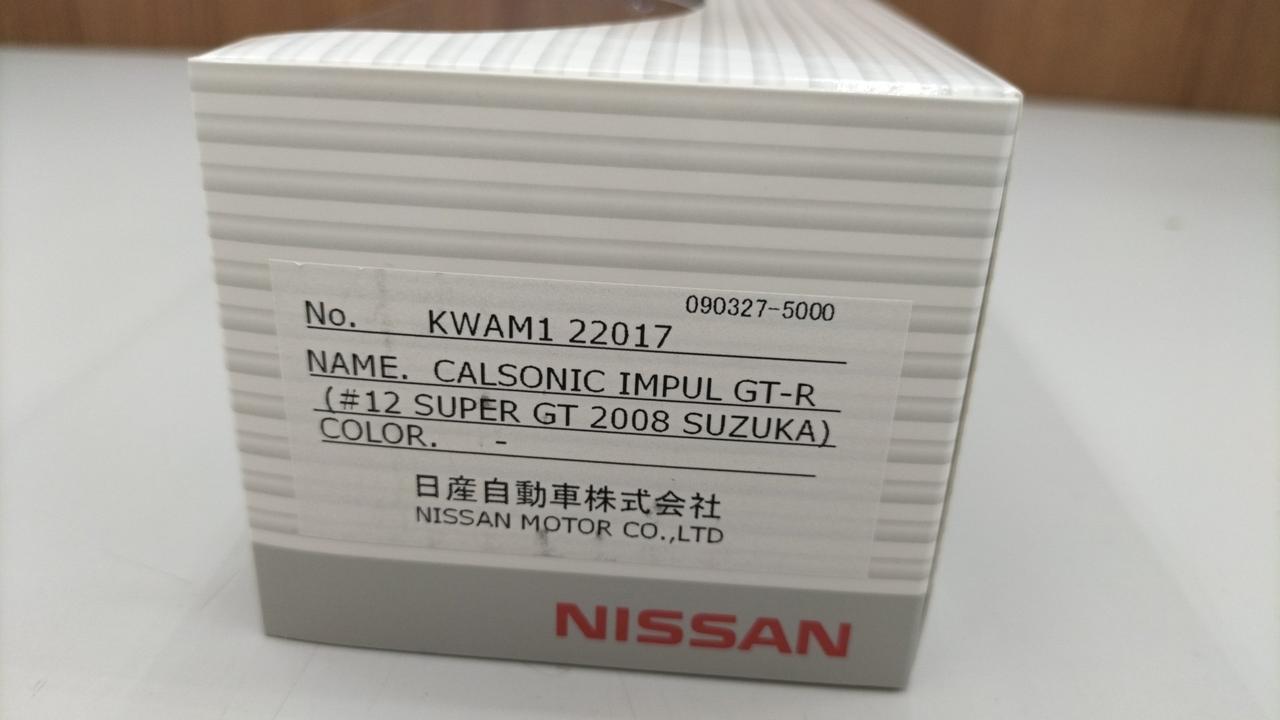 090327-5000
No. KWAM1 22017
NAME. CALSONIC IMPUL GT-R
(#12 SUPER GT 2008 SUZUKA)
COLOR. -
日産自動車株式会社
NISSAN MOTOR CO.,LTD
NISSAN